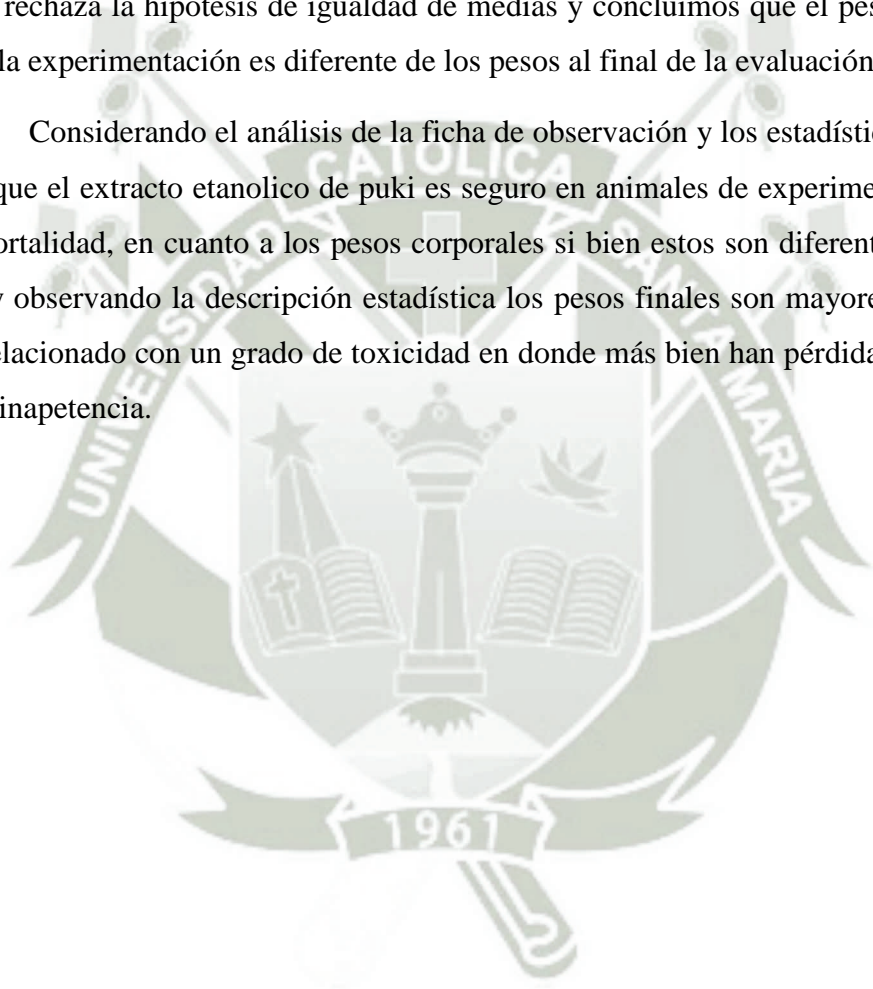 rechaza la hipótesis de igualdad de medias y concluimos que el pes
la experimentación es diferente de los pesos al final de la evaluación
Considerando el análisis de la ficha de observación y los estadístic
que el extracto etanolico de puki es seguro en animales de experime
ortalidad, en cuanto a los pesos corporales si bien estos son diferent
y observando la descripción estadística los pesos finales son mayore
elacionado con un grado de toxicidad en donde más bien han pérdida
inapetencia.
UNIVERSIDAD CATOLICA SANTA MARIA
1961